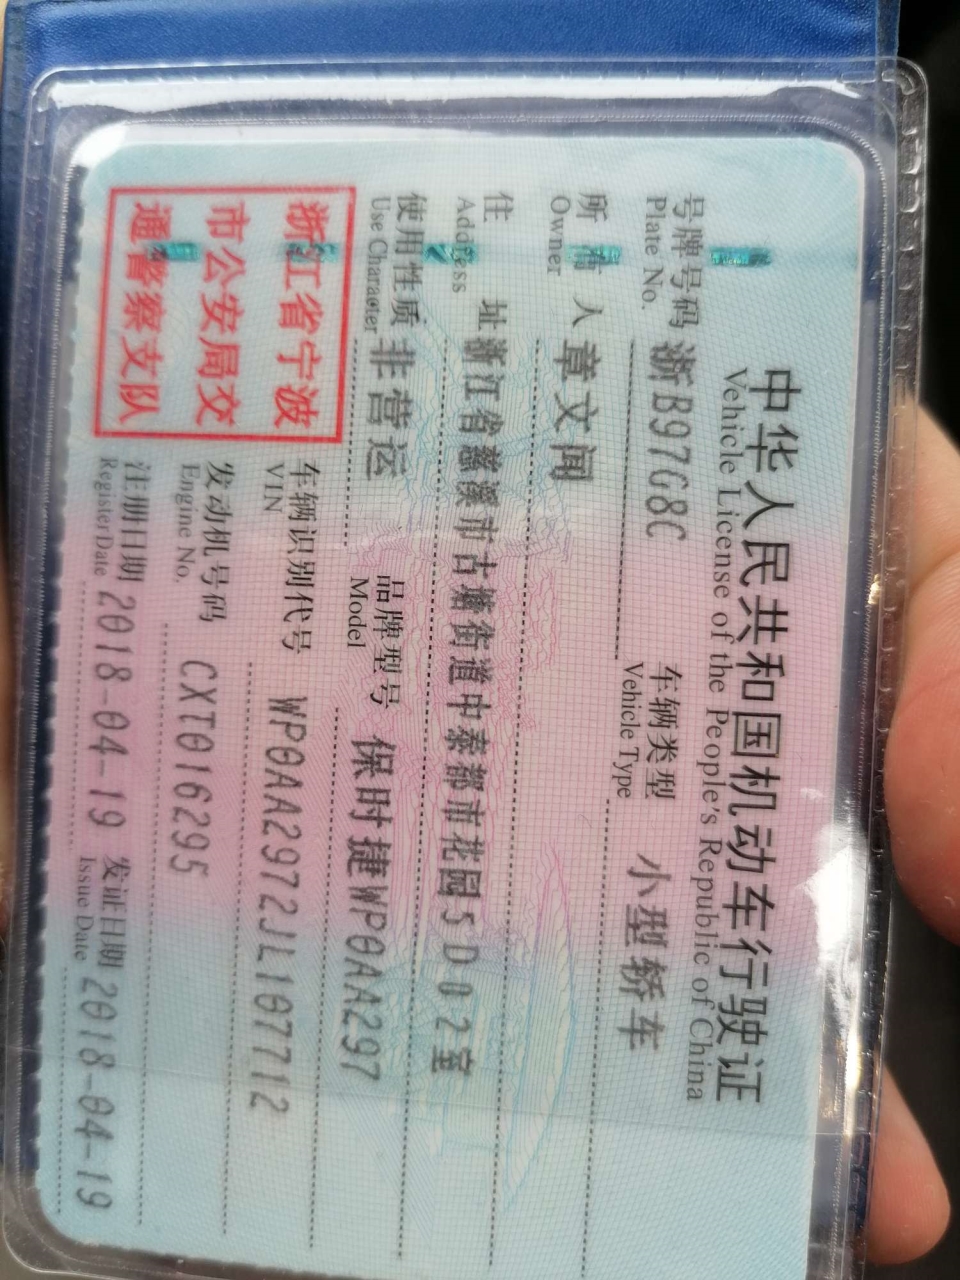 中华人民共和国机动车行驶证
Vehicle License of the People's Republic of China
号牌号码 浙B97G8C 车辆类型 小型轿车
Plate No. Vehicle Type
所有人 章文闻
Owner
住址 浙江省慈溪市古塘街道中泰都市花园5D02室
Address
使用性质 非营运 品牌型号 保时捷WP0AA297
Use Character Model
浙江省宁波
市公安局交
通警察支队
车辆识别代号 WP0AA2972JL107712
VIN
发动机号码 CXT016295
Engine No.
注册日期 2018-04-19 发证日期 2018-04-19
Register Date Issue Date